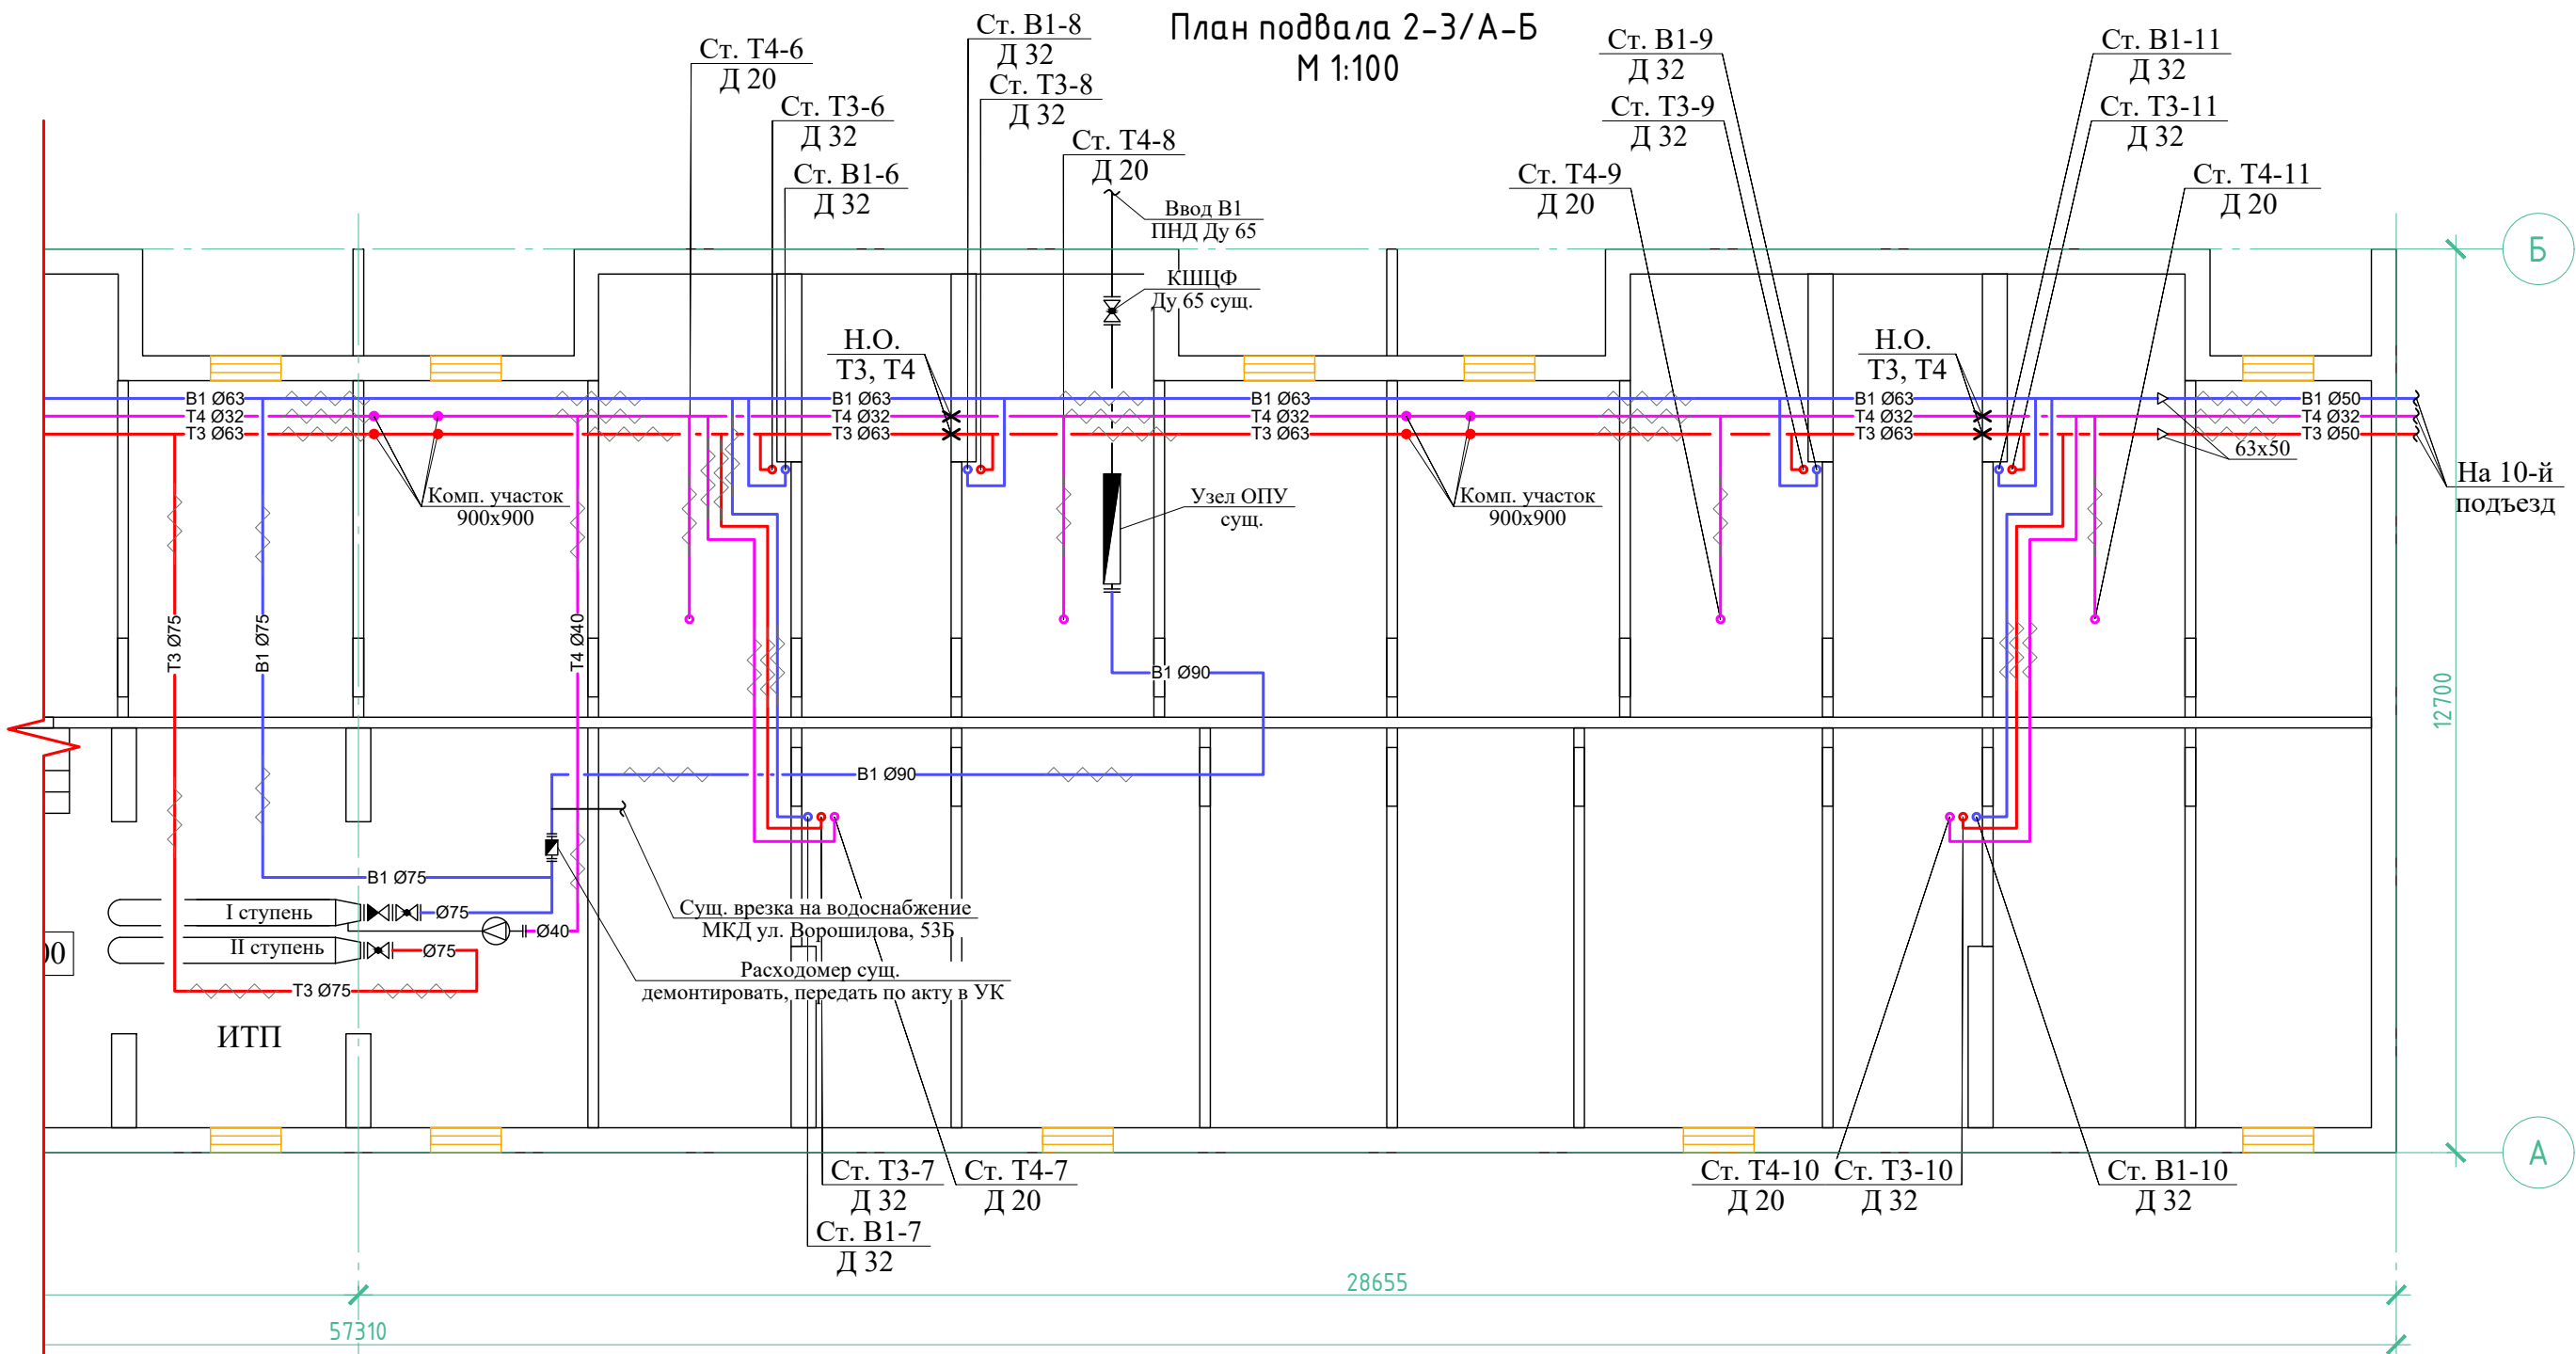 План подвала 2-3/А-Б
М 1:100
Ст. Т4-6
Д 20
Ст. Т3-6
Д 32
Ст. В1-6
Д 32
Ст. В1-8
Д 32
Ст. Т3-8
Д 32
Ст. Т4-8
Д 20
Ввод В1
ПНД Ду 65
КШЦФ
Ду 65 сущ.
Ст. В1-9
Д 32
Ст. Т3-9
Д 32
Ст. Т4-9
Д 20
Ст. В1-11
Д 32
Ст. Т3-11
Д 32
Ст. Т4-11
Д 20
Б
Н.О.
Т3, Т4
Н.О.
Т3, Т4
В1 Ø63
Т4 Ø32
Т3 Ø63
В1 Ø63
Т4 Ø32
Т3 Ø63
В1 Ø63
Т4 Ø32
Т3 Ø63
В1 Ø63
Т4 Ø32
Т3 Ø63
В1 Ø50
Т4 Ø32
Т3 Ø50
63х50
На 10-й
подъезд
Комп. участок
900х900
Узел ОПУ
сущ.
Комп. участок
900х900
Т3 Ø75
В1 Ø75
Т4 Ø40
В1 Ø90
12700
В1 Ø90
В1 Ø75
I ступень
Ø75
Ø40
II ступень
Ø75
Т3 Ø75
Сущ. врезка на водоснабжение
МКД ул. Ворошилова, 53Б
Расходомер сущ.
демонтировать, передать по акту в УК
ИТП
А
Ст. Т3-7
Д 32
Ст. Т4-7
Д 20
Ст. В1-7
Д 32
Ст. Т4-10
Д 20
Ст. Т3-10
Д 32
Ст. В1-10
Д 32
28655
57310